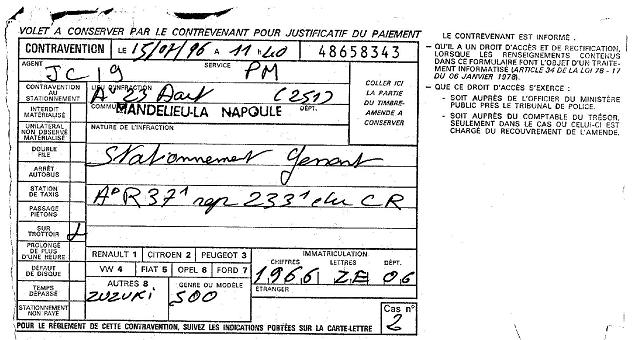 VOLET A CONSERVER PAR LE CONTREVENANT POUR JUSTIFICATIF DU PAIEMENT
CONTRAVENTION LE 15/07/96 A 11 H 40 48658343
AGENT SERVICE
JC 19 PM
CONTRAVENTION AU STATIONNEMENT
LIEU D'INFRACTION
A 23 (251)
COMMU DÉPT.
MANDELIEU-LA NAPOULE
COLLER ICI
LA PARTIE
DU TIMBRE-
AMENDE A
CONSERVER
INTERDIT MATÉRIALISÉ
NATURE DE L'INFRACTION
UNILATÉRAL NON OBSERVÉ MATÉRIALISÉ
DOUBLE FILE
Stationnement genant
ARRÊT AUTOBUS
STATION DE TAXIS
A° R 37¹ rep 233¹ du CR
PASSAGE PIÉTONS
SUR TROTTOIR
PROLONGÉ DE PLUS D'UNE HEURE
DÉFAUT DE DISQUE
TEMPS DÉPASSÉ
STATIONNEMENT NON PAYÉ
RENAULT 1 CITROEN 2 PEUGEOT 3
VW 4 FIAT 5 OPEL 6 FORD 7
AUTRES 8 GENRE OU MODÈLE
ZUZUKI 500
IMMATRICULATION
CHIFFRES LETTRES DÉPT.
1966 ZE 06
ÉTRANGER
Cas n°
2
POUR LE RÈGLEMENT DE CETTE CONTRAVENTION, SUIVEZ LES INDICATIONS PORTÉES SUR LA CARTE-LETTRE
LE CONTREVENANT EST INFORMÉ :
- QU'IL A UN DROIT D'ACCÈS ET DE RECTIFICATION,
LORSQUE LES RENSEIGNEMENTS CONTENUS
DANS CE FORMULAIRE FONT L'OBJET D'UN TRAITE-
MENT INFORMATISÉ (ARTICLE 34 DE LA LOI 78 - 17
DU 06 JANVIER 1978).
- QUE CE DROIT D'ACCÈS S'EXERCE :
- SOIT AUPRÈS DE L'OFFICIER DU MINISTÈRE
PUBLIC PRÈS LE TRIBUNAL DE POLICE.
- SOIT AUPRÈS DU COMPTABLE DU TRÉSOR,
SEULEMENT DANS LE CAS OU CELUI-CI EST
CHARGÉ DU RECOUVREMENT DE L'AMENDE.